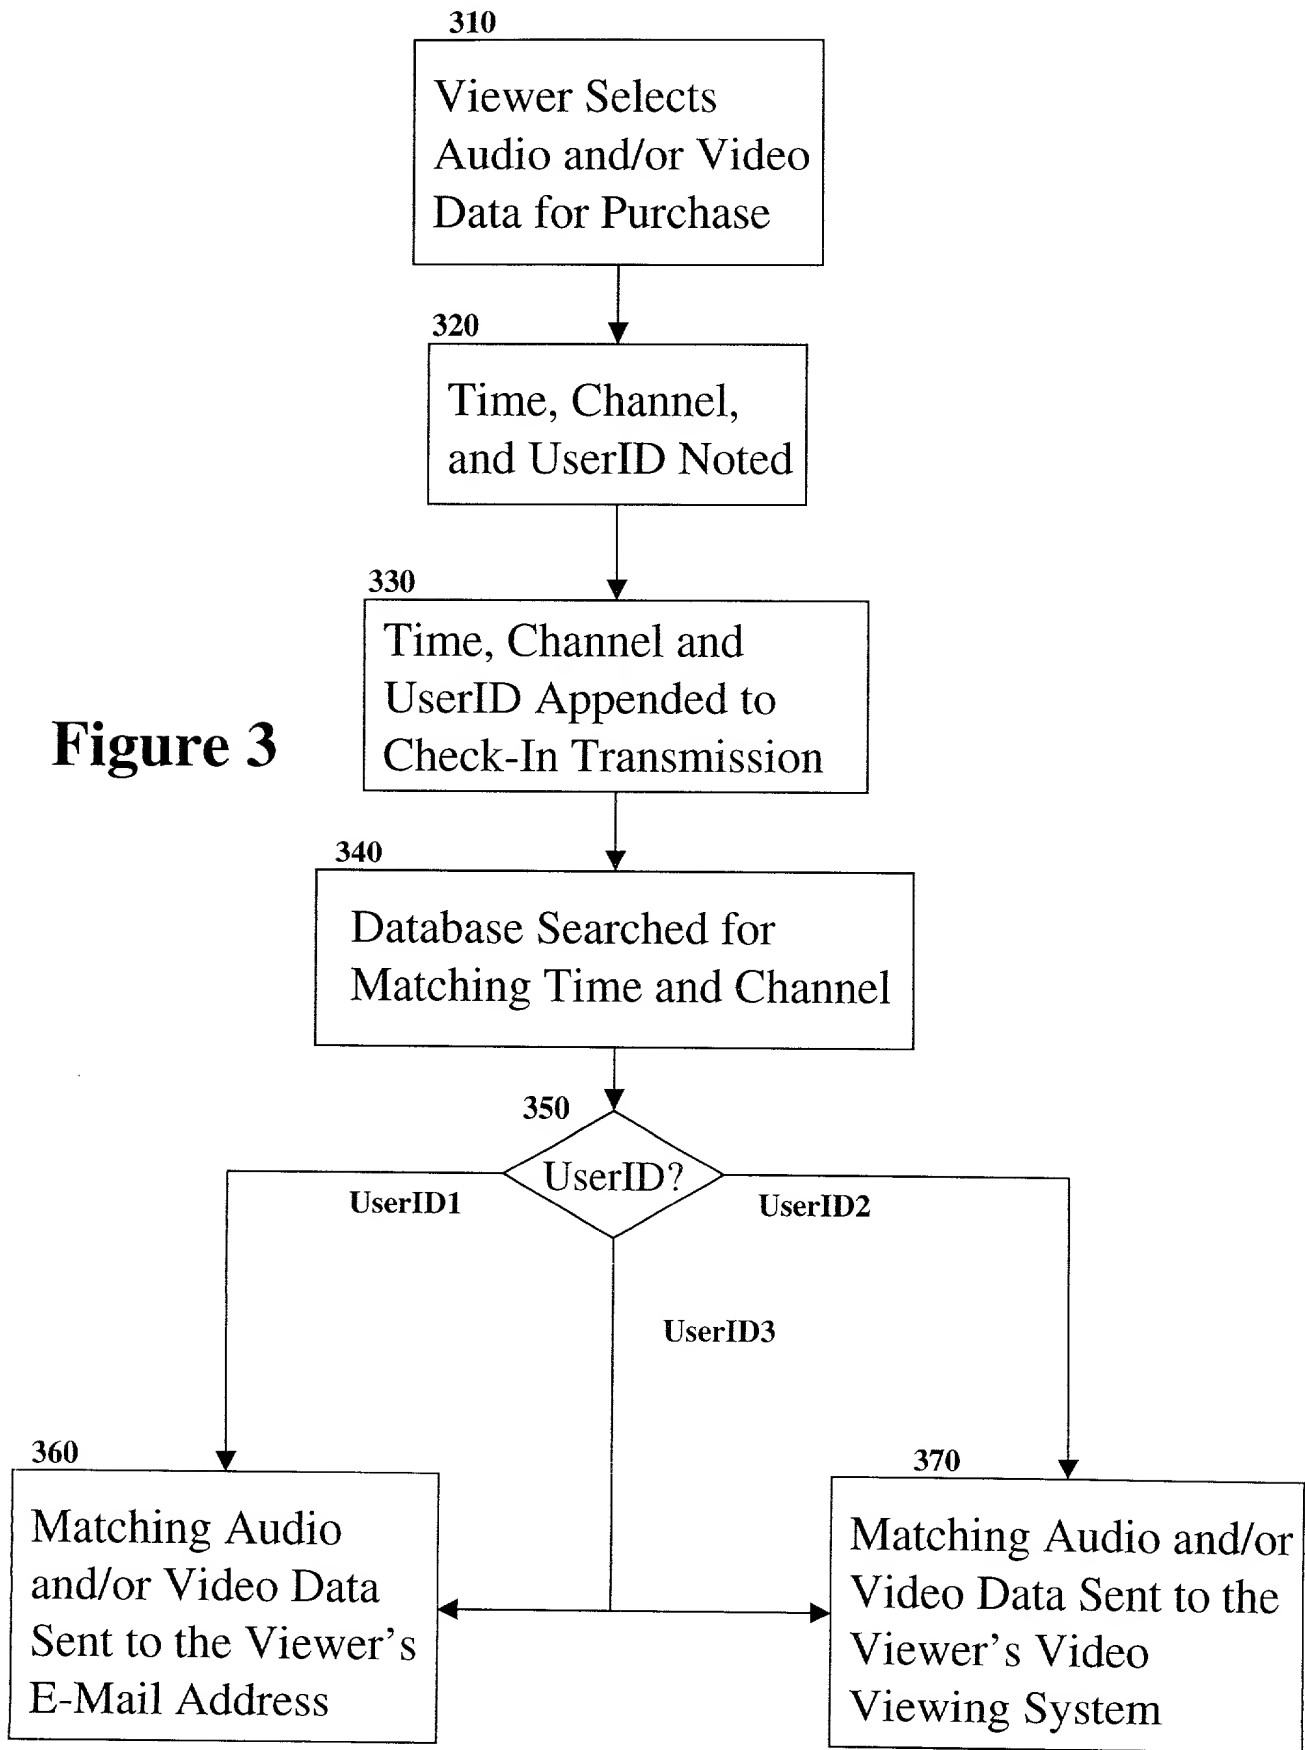 310
Viewer Selects
Audio and/or Video
Data for Purchase
320
Time, Channel,
and UserID Noted
330
Time, Channel and
UserID Appended to
Check-In Transmission
Figure 3
340
Database Searched for
Matching Time and Channel
350
UserID?
UserID1
UserID2
UserID3
360
Matching Audio
and/or Video Data
Sent to the Viewer's
E-Mail Address
370
Matching Audio and/or
Video Data Sent to the
Viewer's Video
Viewing System